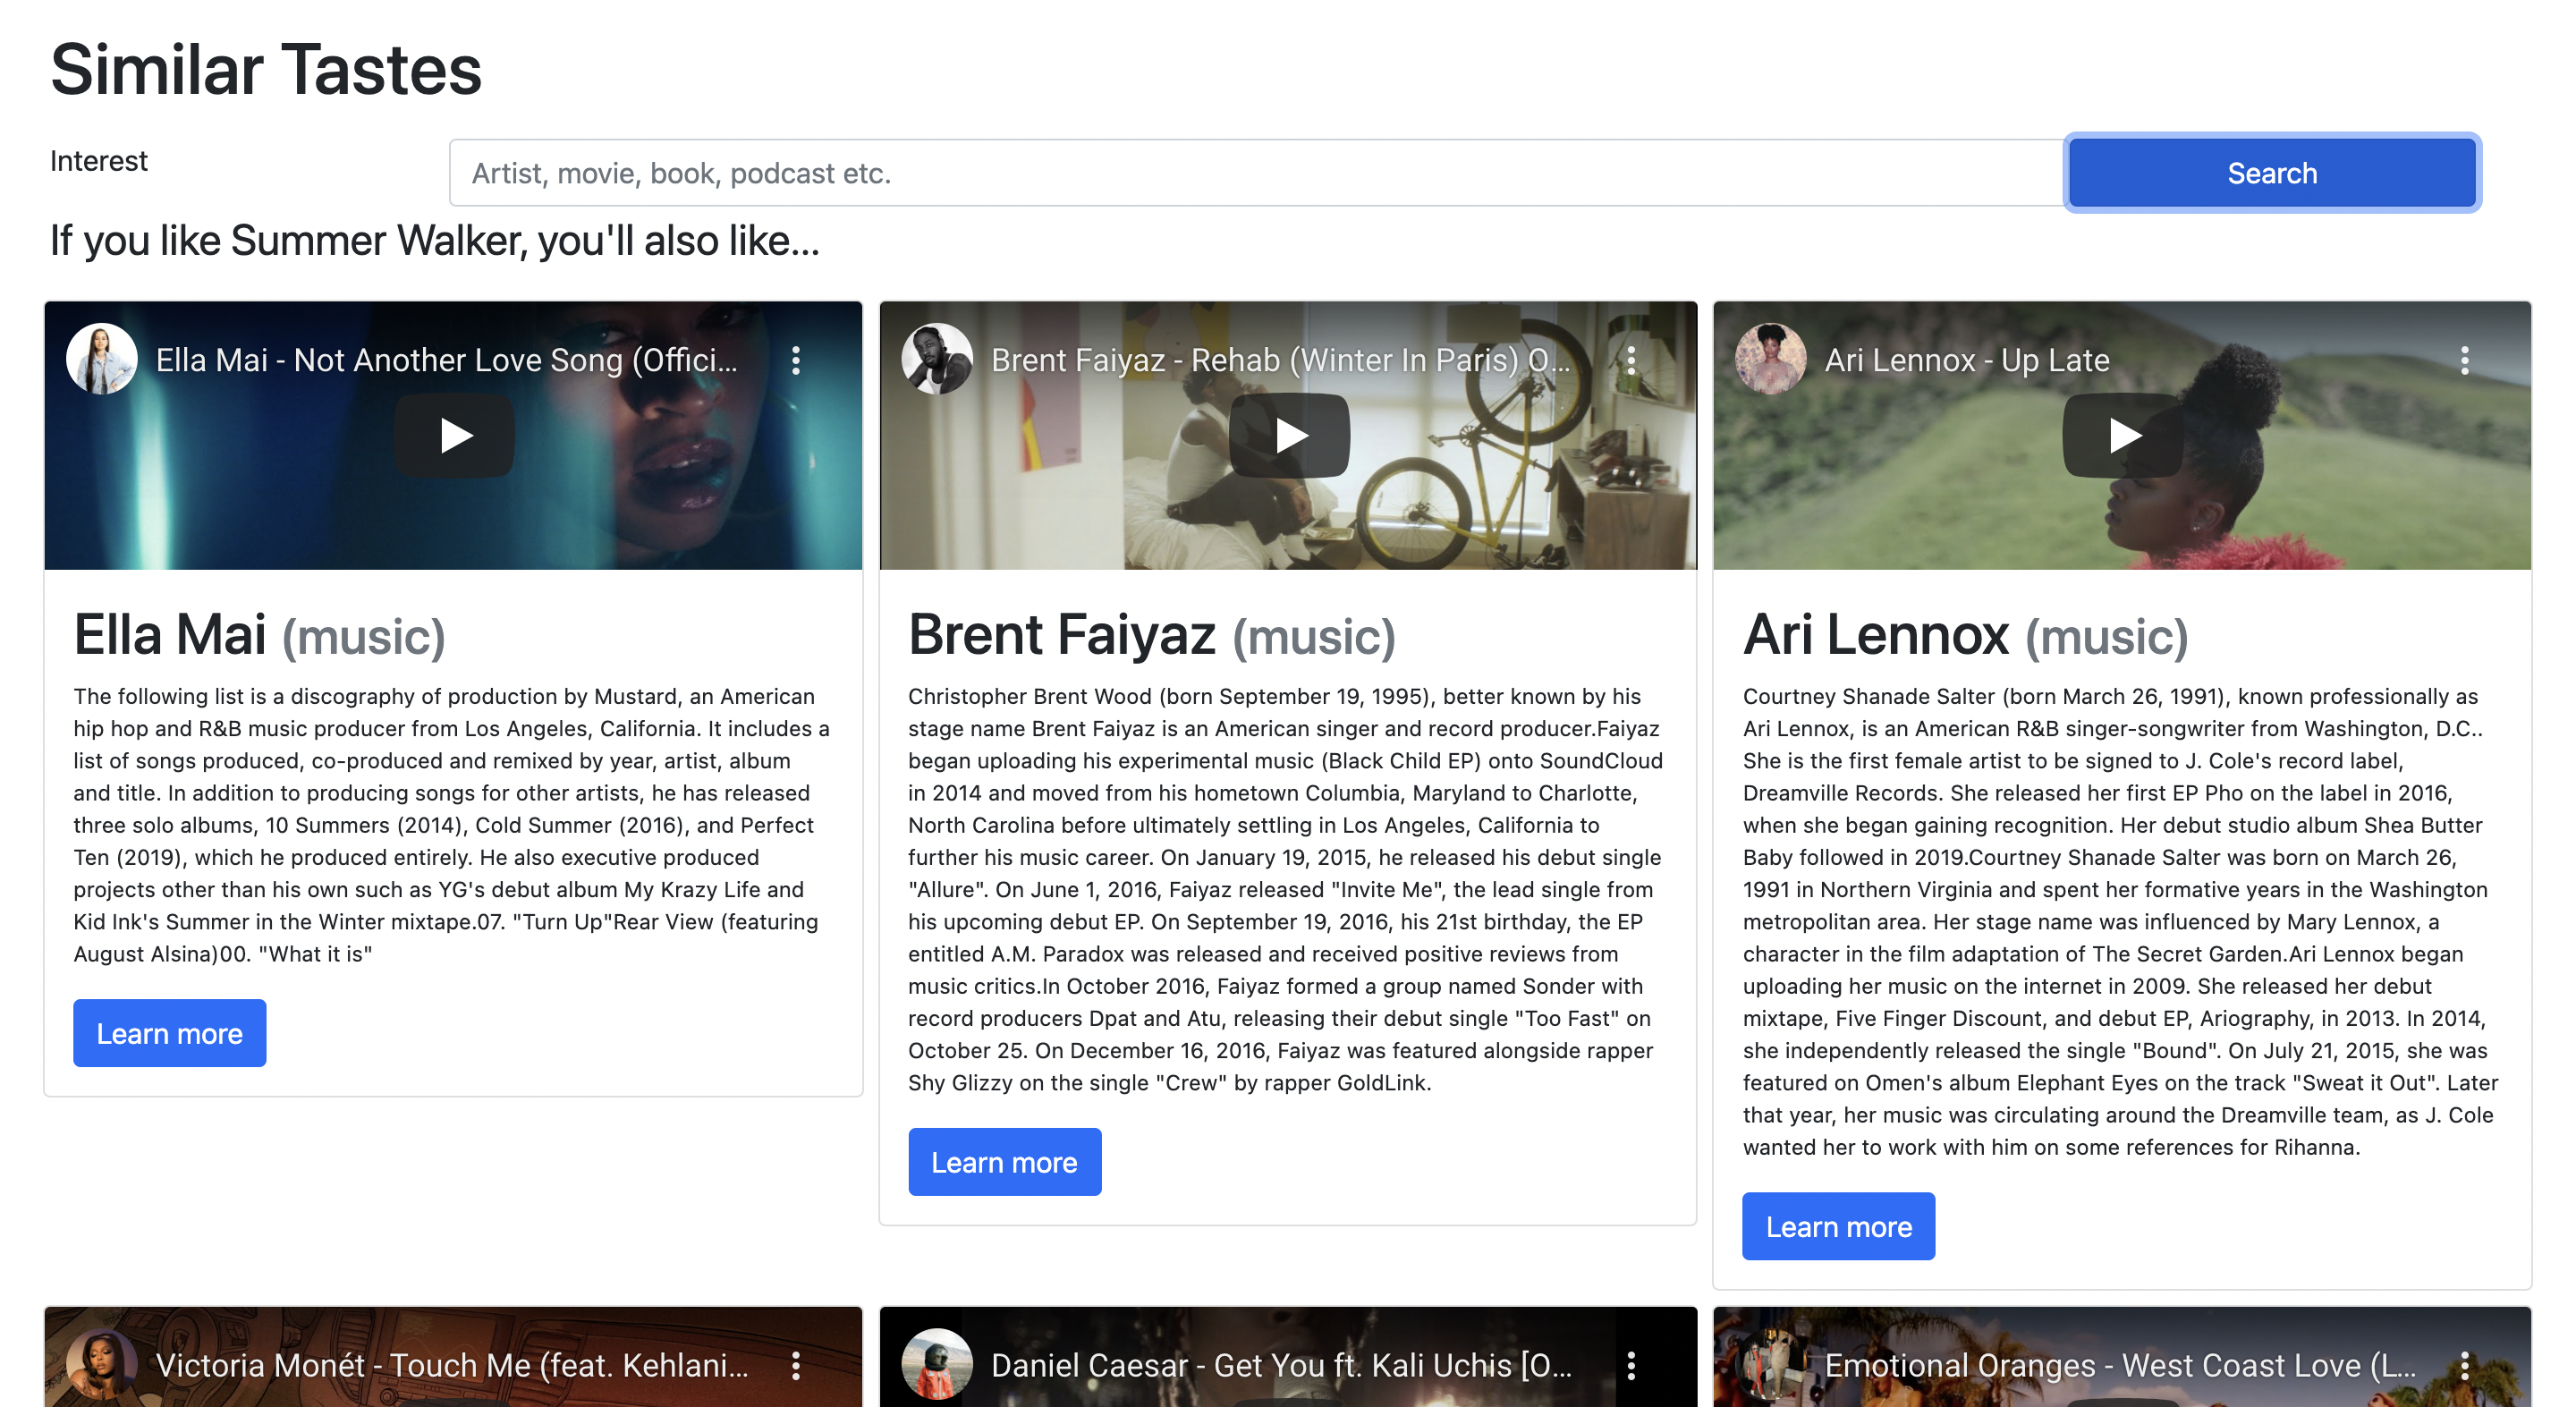 Similar Tastes
Interest
Artist, movie, book, podcast etc.
Search
If you like Summer Walker, you'll also like...
Ella Mai - Not Another Love Song (Offici...
Brent Faiyaz - Rehab (Winter In Paris) O...
Ari Lennox - Up Late
Ella Mai (music)
The following list is a discography of production by Mustard, an American
hip hop and R&B music producer from Los Angeles, California. It includes a
list of songs produced, co-produced and remixed by year, artist, album
and title. In addition to producing songs for other artists, he has released
three solo albums, 10 Summers (2014), Cold Summer (2016), and Perfect
Ten (2019), which he produced entirely. He also executive produced
projects other than his own such as YG's debut album My Krazy Life and
Kid Ink's Summer in the Winter mixtape.07. "Turn Up"Rear View (featuring
August Alsina)00. "What it is"
Learn more
Brent Faiyaz (music)
Christopher Brent Wood (born September 19, 1995), better known by his
stage name Brent Faiyaz is an American singer and record producer.Faiyaz
began uploading his experimental music (Black Child EP) onto SoundCloud
in 2014 and moved from his hometown Columbia, Maryland to Charlotte,
North Carolina before ultimately settling in Los Angeles, California to
further his music career. On January 19, 2015, he released his debut single
"Allure". On June 1, 2016, Faiyaz released "Invite Me", the lead single from
his upcoming debut EP. On September 19, 2016, his 21st birthday, the EP
entitled A.M. Paradox was released and received positive reviews from
music critics.In October 2016, Faiyaz formed a group named Sonder with
record producers Dpat and Atu, releasing their debut single "Too Fast" on
October 25. On December 16, 2016, Faiyaz was featured alongside rapper
Shy Glizzy on the single "Crew" by rapper GoldLink.
Learn more
Ari Lennox (music)
Courtney Shanade Salter (born March 26, 1991), known professionally as
Ari Lennox, is an American R&B singer-songwriter from Washington, D.C..
She is the first female artist to be signed to J. Cole's record label,
Dreamville Records. She released her first EP Pho on the label in 2016,
when she began gaining recognition. Her debut studio album Shea Butter
Baby followed in 2019.Courtney Shanade Salter was born on March 26,
1991 in Northern Virginia and spent her formative years in the Washington
metropolitan area. Her stage name was influenced by Mary Lennox, a
character in the film adaptation of The Secret Garden.Ari Lennox began
uploading her music on the internet in 2009. She released her debut
mixtape, Five Finger Discount, and debut EP, Ariography, in 2013. In 2014,
she independently released the single "Bound". On July 21, 2015, she was
featured on Omen's album Elephant Eyes on the track "Sweat it Out". Later
that year, her music was circulating around the Dreamville team, as J. Cole
wanted her to work with him on some references for Rihanna.
Learn more
Victoria Monét - Touch Me (feat. Kehlani...
Daniel Caesar - Get You ft. Kali Uchis [O...
Emotional Oranges - West Coast Love (L...